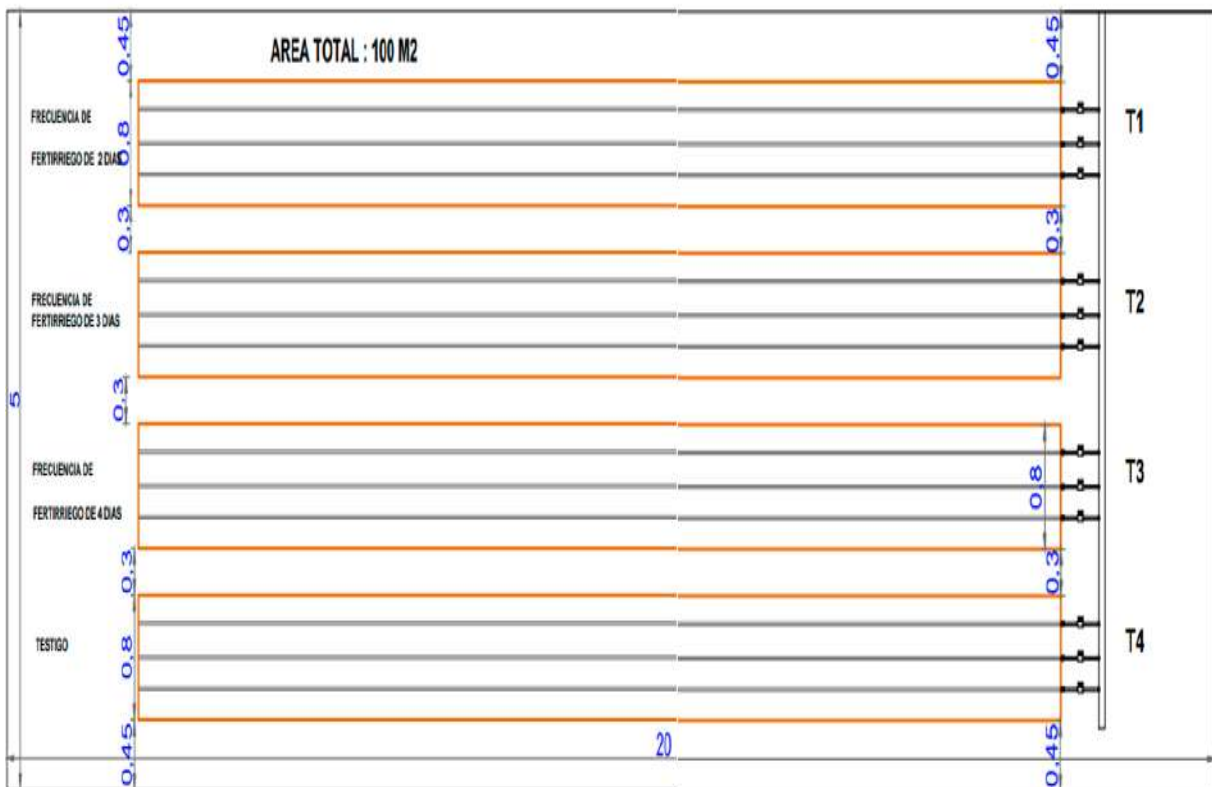 0.45
AREA TOTAL : 100 M2
0.45
FRECUENCIA DE
FERTIRRIEGO DE 2 DIAS
0.8
T1
0.3
0.3
FRECUENCIA DE
FERTIRRIEGO DE 3 DIAS
T2
0.3
5
FRECUENCIA DE
FERTIRRIEGO DE 4 DIAS
0.8
T3
0.3
0.3
TESTIGO
0.8
T4
0.45
20
0.45